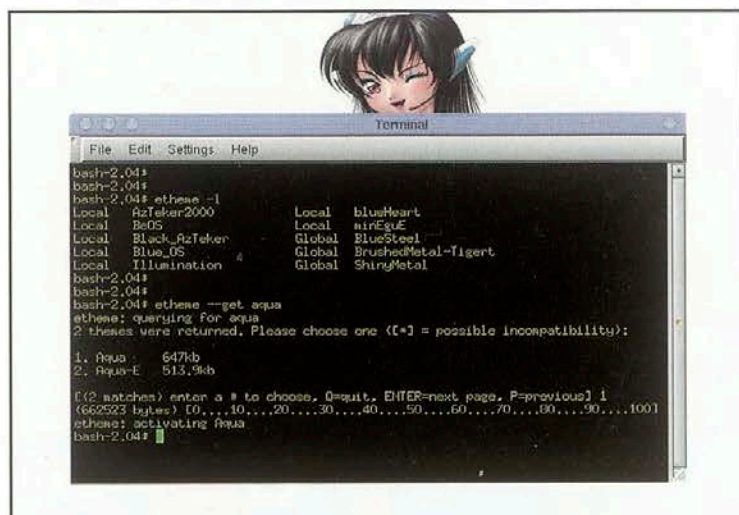 Terminal
File Edit Settings Help
bash-2.04#
bash-2.04#
bash-2.04# etheme -l
Local AzTeker2000 Local blueHeart
Local BeOS Local minEguE
Local Black_AzTeker Global BlueSteel
Local Blue_OS Global BrushedMetal-Tigert
Local Illumination Global ShinyMetal
bash-2.04#
bash-2.04#
bash-2.04# etheme --get aqua
etheme: querying for aqua
2 themes were returned. Please choose one ([*] = possible incompatibility):
1. Aqua 647kb
2. Aqua-E 513.9kb
[(2 matches) enter a # to choose, Q=quit, ENTER=next page, P=previous] 1
(662523 bytes) [0....10....20....30....40....50....60....70....80....90....100]
etheme: activating Aqua
bash-2.04#